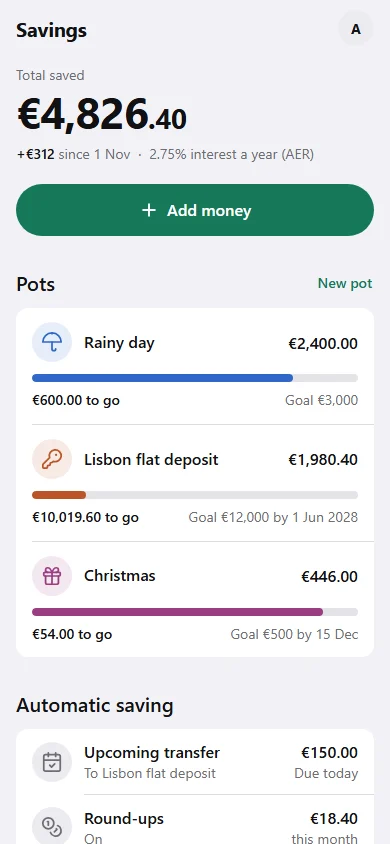 Savings
A
Total saved
€4,826.40
+€312 since 1 Nov · 2.75% interest a year (AER)
+ Add money
Pots
New pot
Rainy day
€2,400.00
€600.00 to go
Goal €3,000
Lisbon flat deposit
€1,980.40
€10,019.60 to go
Goal €12,000 by 1 Jun 2028
Christmas
€446.00
€54.00 to go
Goal €500 by 15 Dec
Automatic saving
Upcoming transfer
€150.00
To Lisbon flat deposit
Due today
Round-ups
€18.40
On
this month